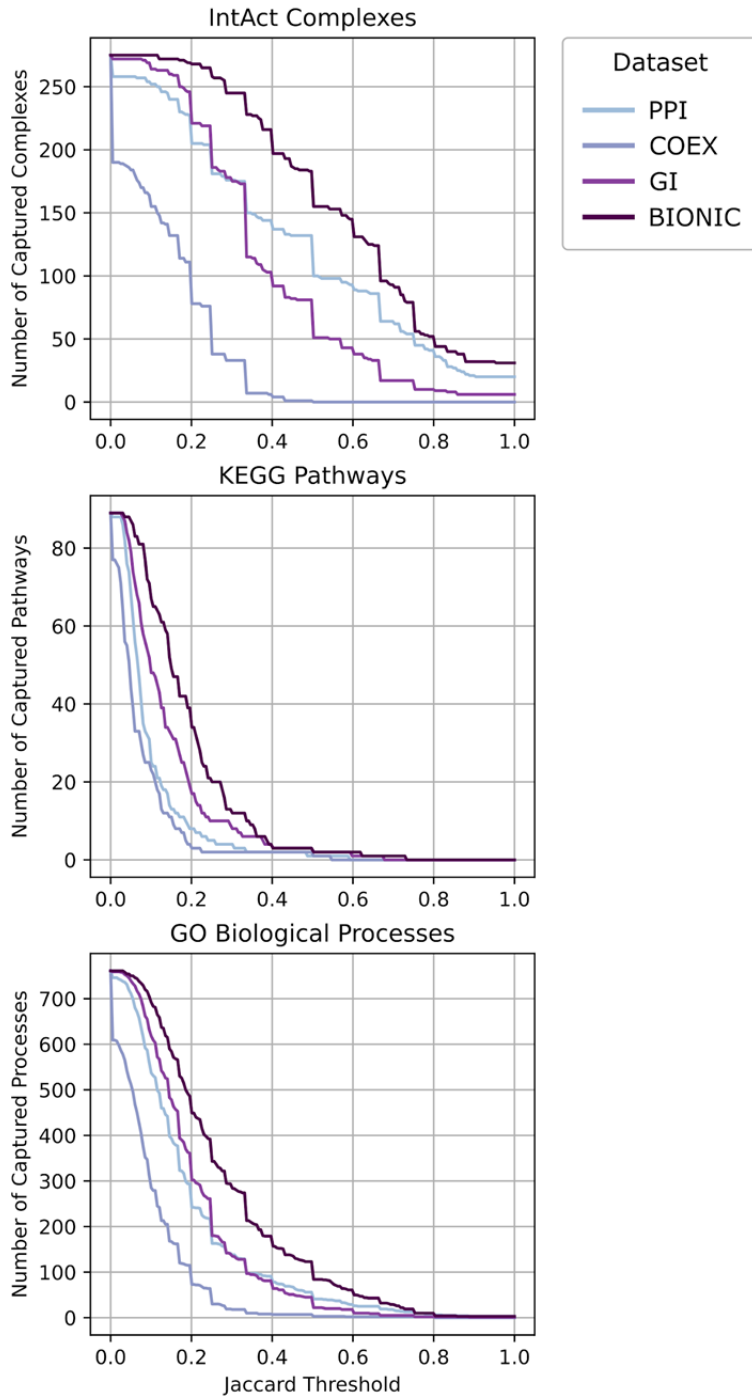 IntAct Complexes
Number of Captured Complexes
250
200
150
100
50
0
0.0 0.2 0.4 0.6 0.8 1.0
Dataset
PPI
COEX
GI
BIONIC
KEGG Pathways
Number of Captured Pathways
80
60
40
20
0
0.0 0.2 0.4 0.6 0.8 1.0
GO Biological Processes
Number of Captured Processes
700
600
500
400
300
200
100
0
0.0 0.2 0.4 0.6 0.8 1.0
Jaccard Threshold